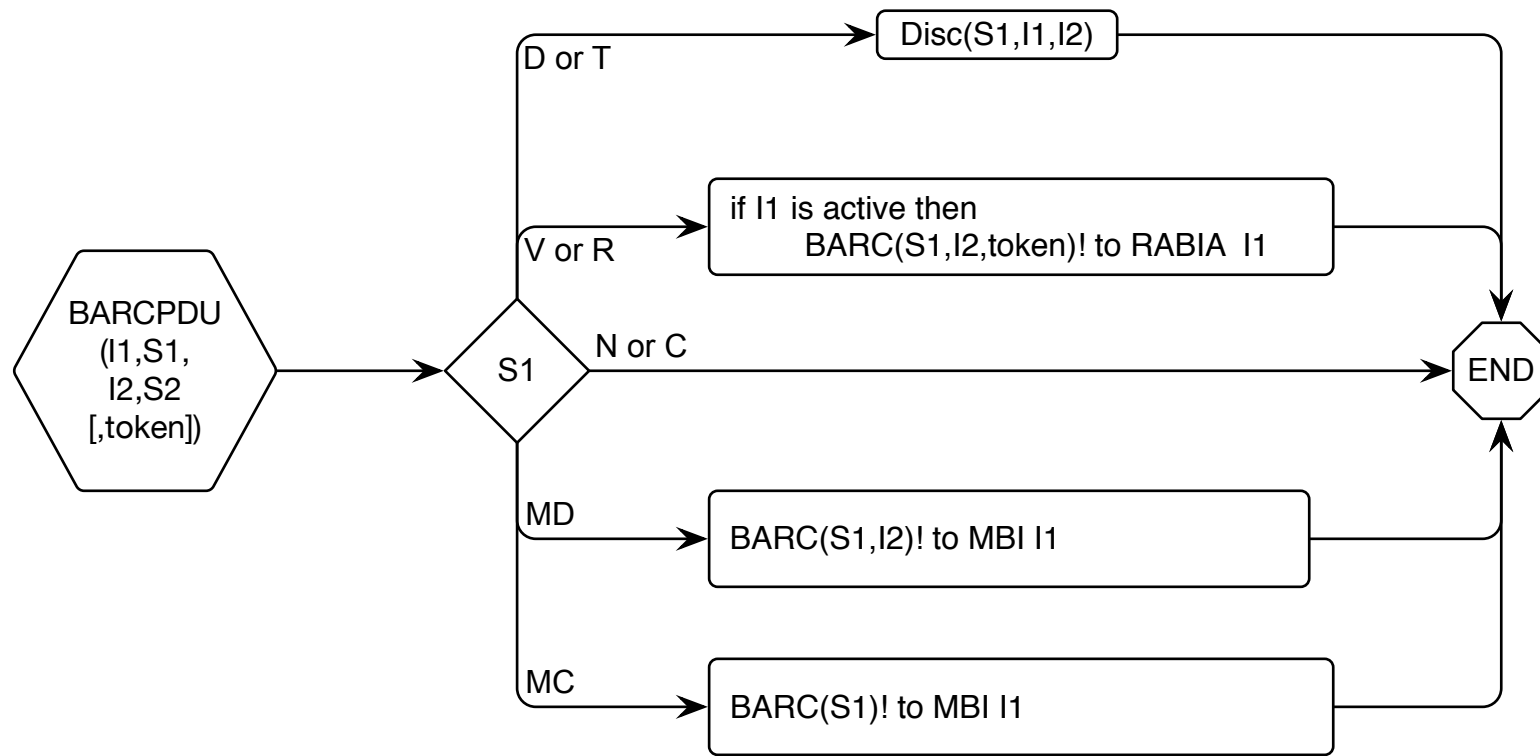 D or T
Disc(S1,I1,I2)
V or R
if I1 is active then
BARC(S1,I2,token)! to RABIA  I1
BARCPDU
(I1,S1,
I2,S2
[,token])
S1
N or C
END
MD
BARC(S1,I2)! to MBI I1
MC
BARC(S1)! to MBI I1